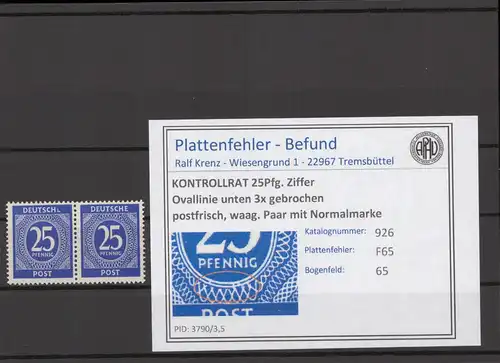 Plattenfehler - Befund
Ralf Krenz - Wiesengrund 1 - 22967 Tremsbüttel
KONTROLLRAT 25Pfg. Ziffer
Ovallinie unten 3x gebrochen
postfrisch, waag. Paar mit Normalmarke
Katalognummer: 926
Plattenfehler: F65
Bogenfeld: 65
25
PFENNIG
POST
PID: 3790/3,5
DEUTSCHE
25
PFENNIG
POST
DEUTSCHE
25
PFENNIG
POST